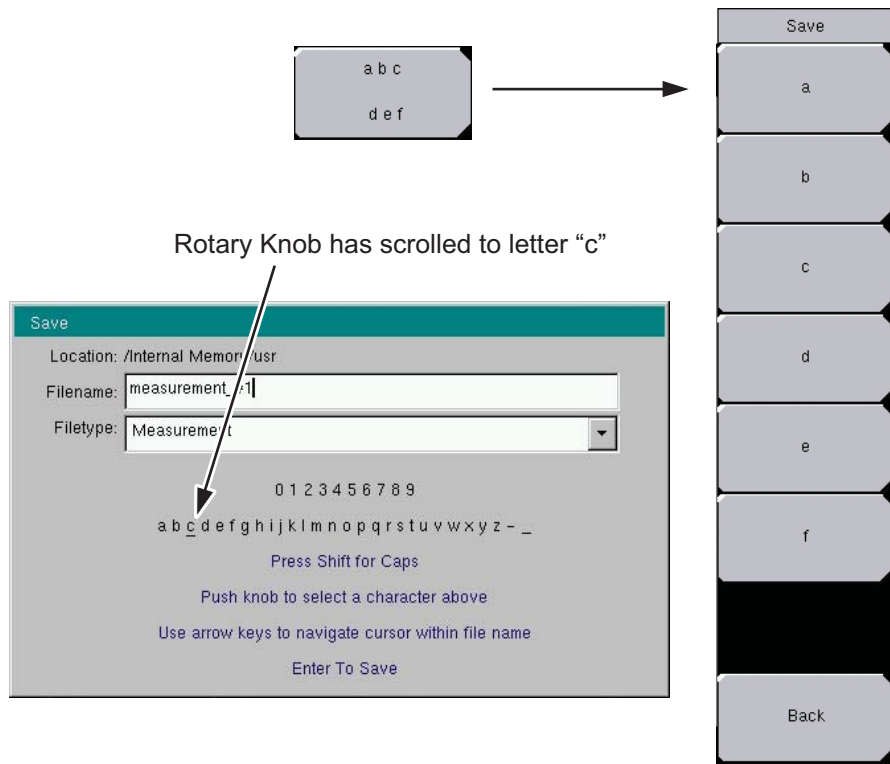 a b c
d e f
Save
a
b
c
d
e
f
Back
Rotary Knob has scrolled to letter “c”
Save
Location: /Internal Memory/usr
Filename: measurement_#1
Filetype: Measurement
0 1 2 3 4 5 6 7 8 9
a b c d e f g h i j k l m n o p q r s t u v w x y z - _
Press Shift for Caps
Push knob to select a character above
Use arrow keys to navigate cursor within file name
Enter To Save